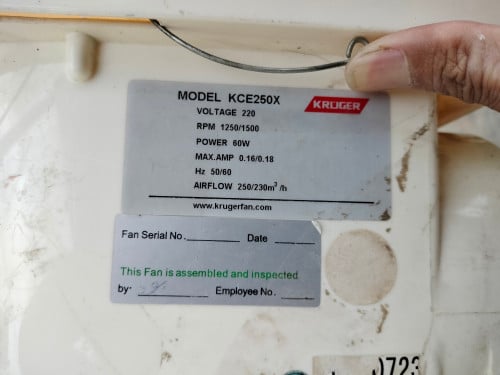 MODEL KCE250X
KRUGER
VOLTAGE 220
RPM 1250/1500
POWER 60W
MAX.AMP 0.16/0.18
Hz 50/60
AIRFLOW 250/230m³/h
www.krugerfan.com
Fan Serial No. Date
This Fan is assembled and inspected
by: Employee No.
0723